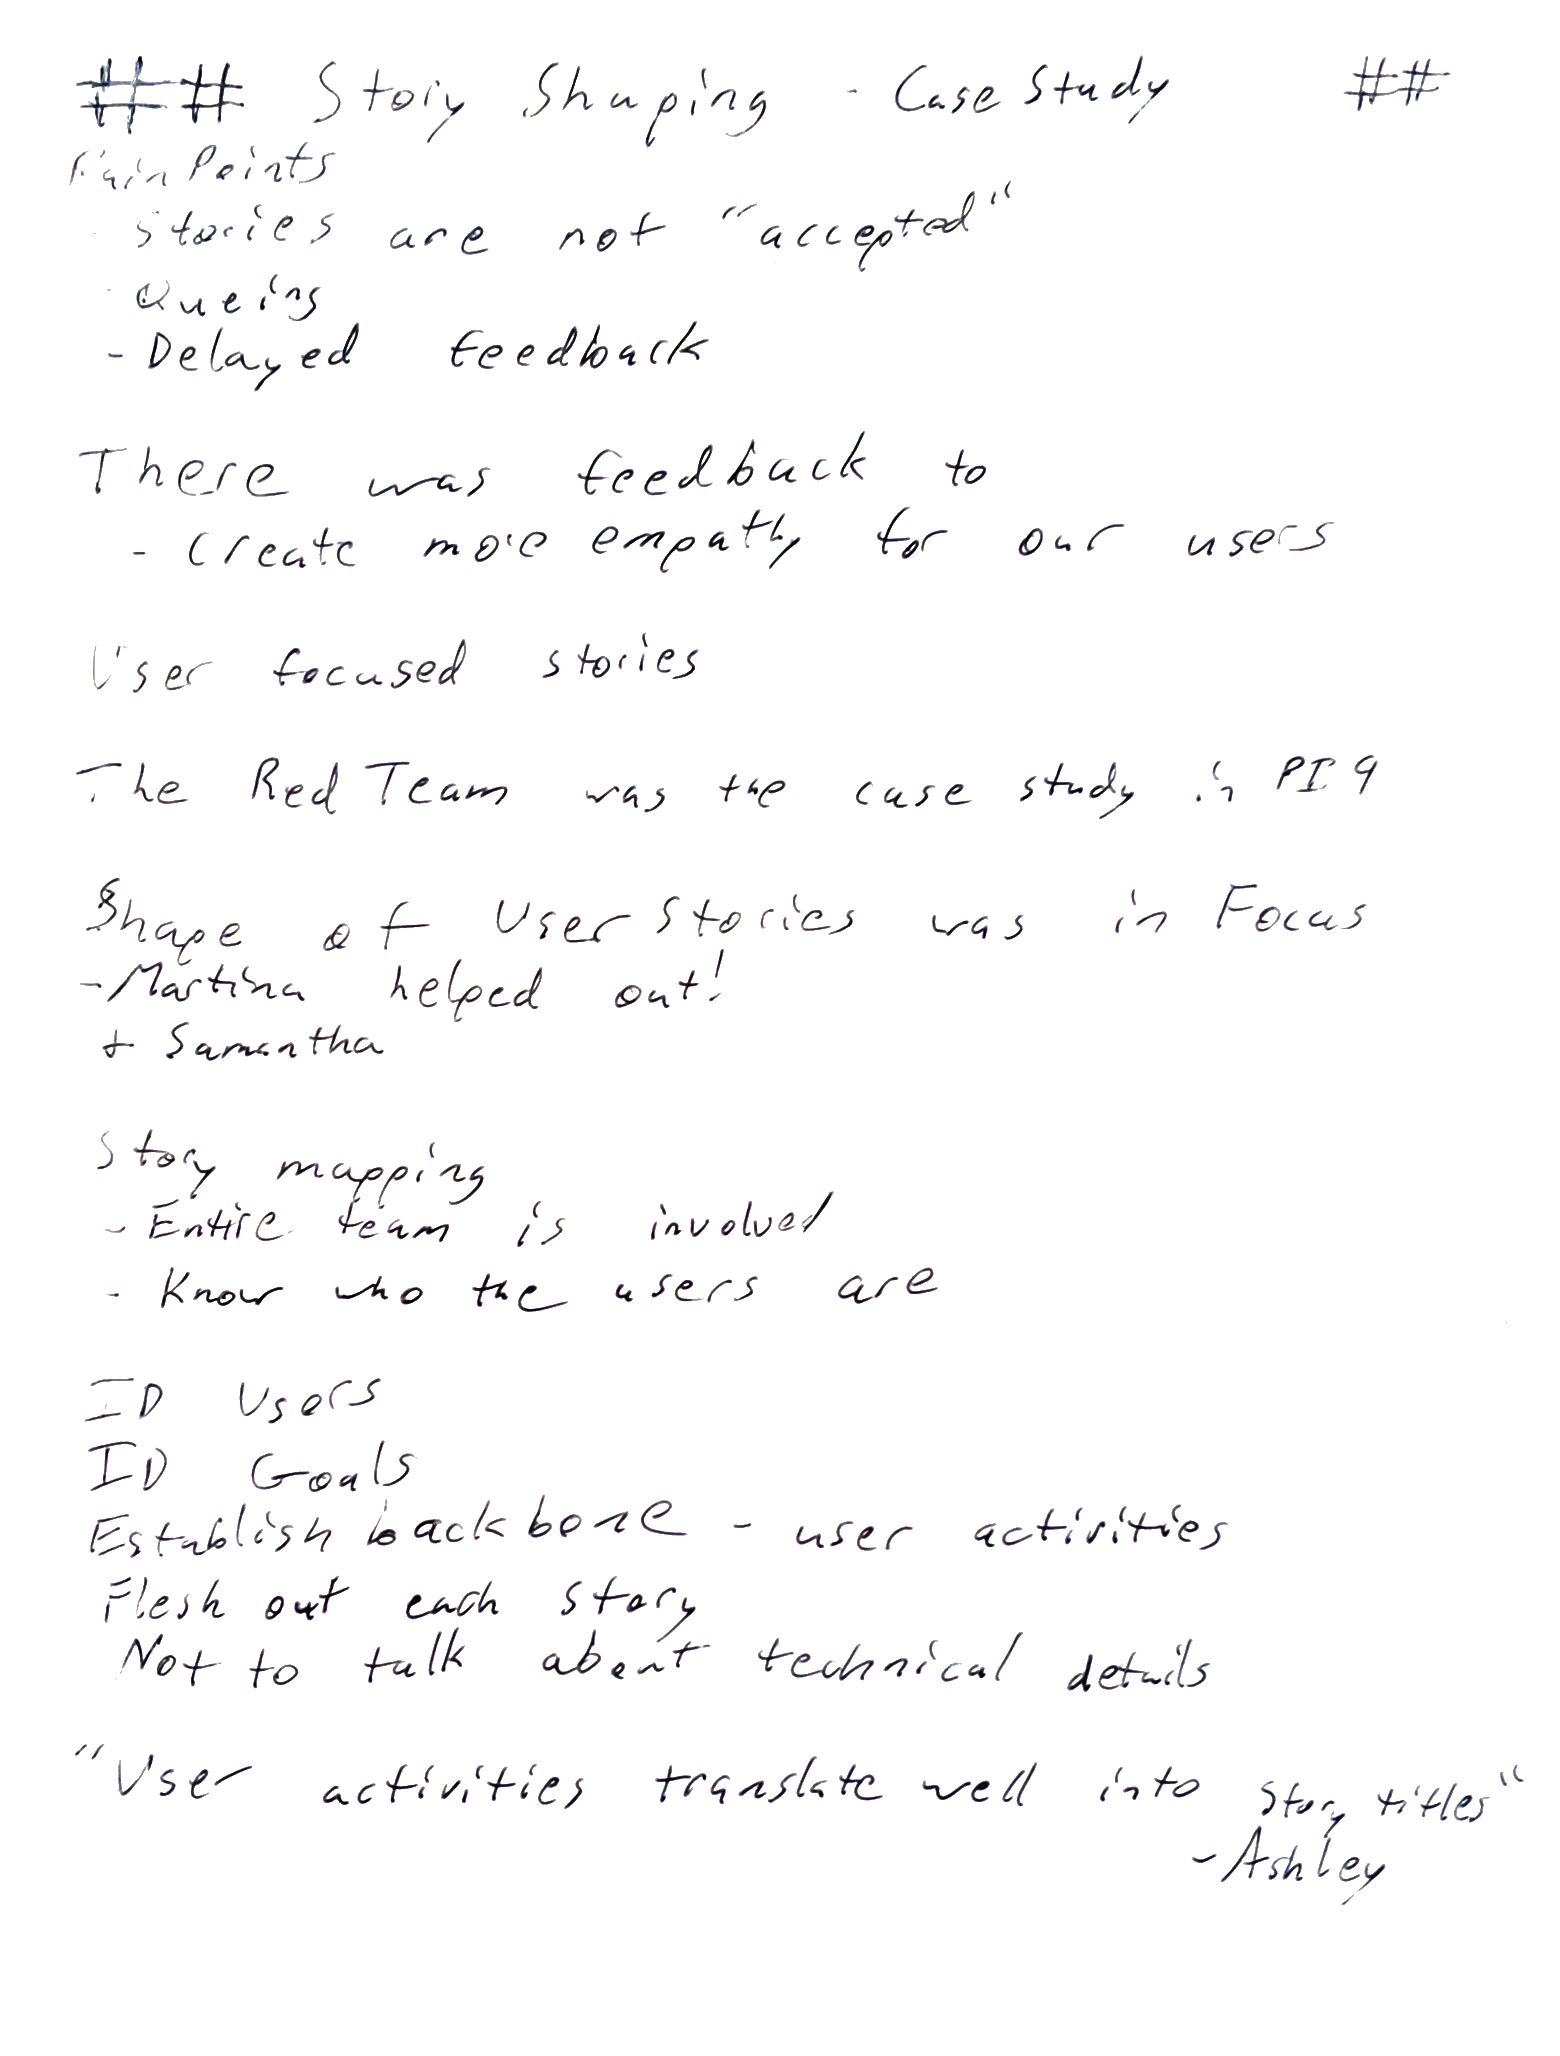 ## Story Shaping - Case Study ##
Pain Points
- Stories are not "accepted"
- Queing
- Delayed feedback
There was feedback to
- Create more empathy for our users
User focused stories
The Red Team was the case study in PI 9
Shape of User Stories was in Focus
- Martina helped out!
+ Samantha
Story mapping
- Entire team is involved
- Know who the users are
ID Users
ID Goals
Establish backbone - user activities
Flesh out each story
Not to talk about technical details
"User activities translate well into story titles"
- Ashley